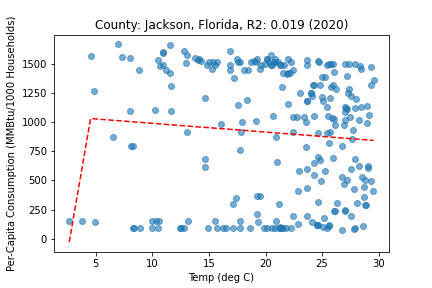 County: Jackson, Florida, R2: 0.019 (2020)
Per-Capita Consumption (MMBtu/1000 Households)
1500
1250
1000
750
500
250
0
5 10 15 20 25 30
Temp (deg C)